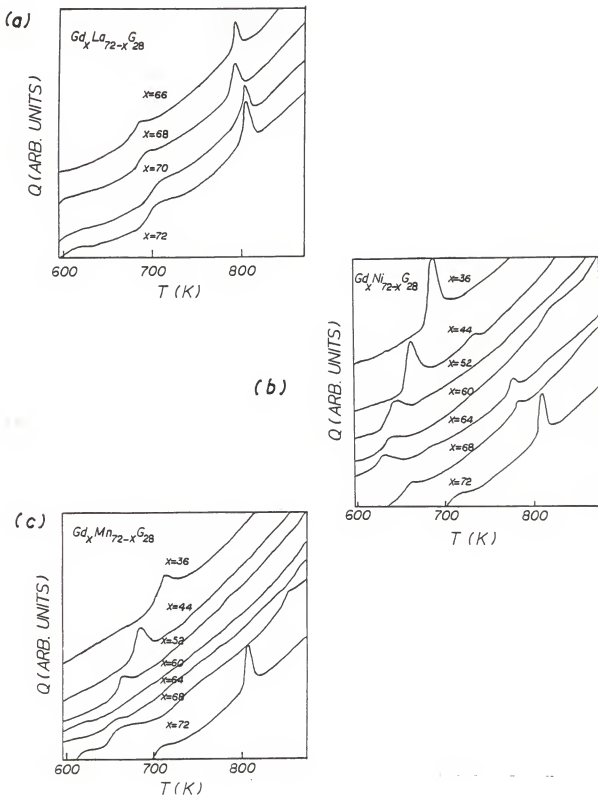 (a)
Gd_x La_72-x G_28
x=66
x=68
x=70
x=72
Q (ARB. UNITS)
600 700 800
T (K)
(b)
Gd_x Ni_72-x G_28
x=36
x=44
x=52
x=60
x=64
x=68
x=72
Q (ARB. UNITS)
600 700 800
T (K)
(c)
Gd_x Mn_72-x G_28
x=36
x=44
x=52
x=60
x=64
x=68
x=72
Q (ARB. UNITS)
600 700 800
T (K)